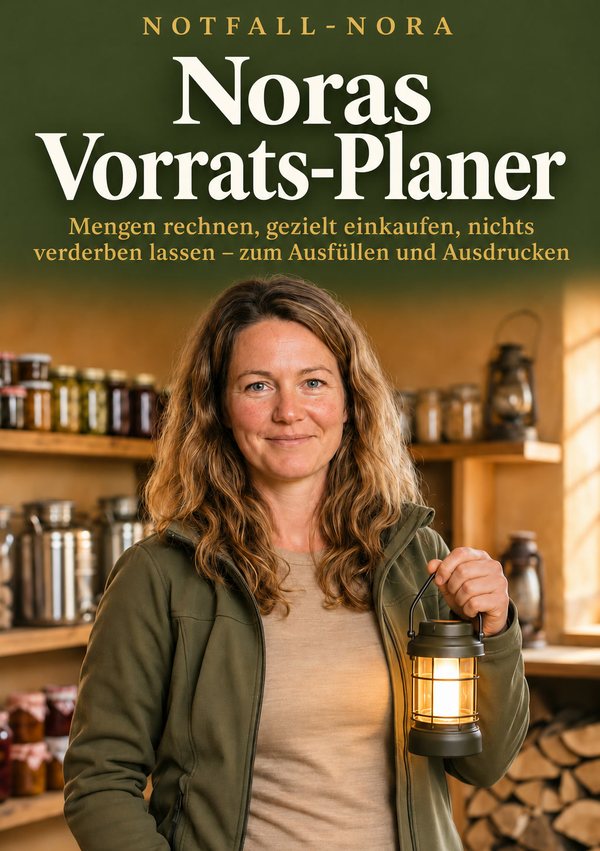 NOTFALL-NORA
Noras
Vorrats-Planer
Mengen rechnen, gezielt einkaufen, nichts
verderben lassen – zum Ausfüllen und Ausdrucken